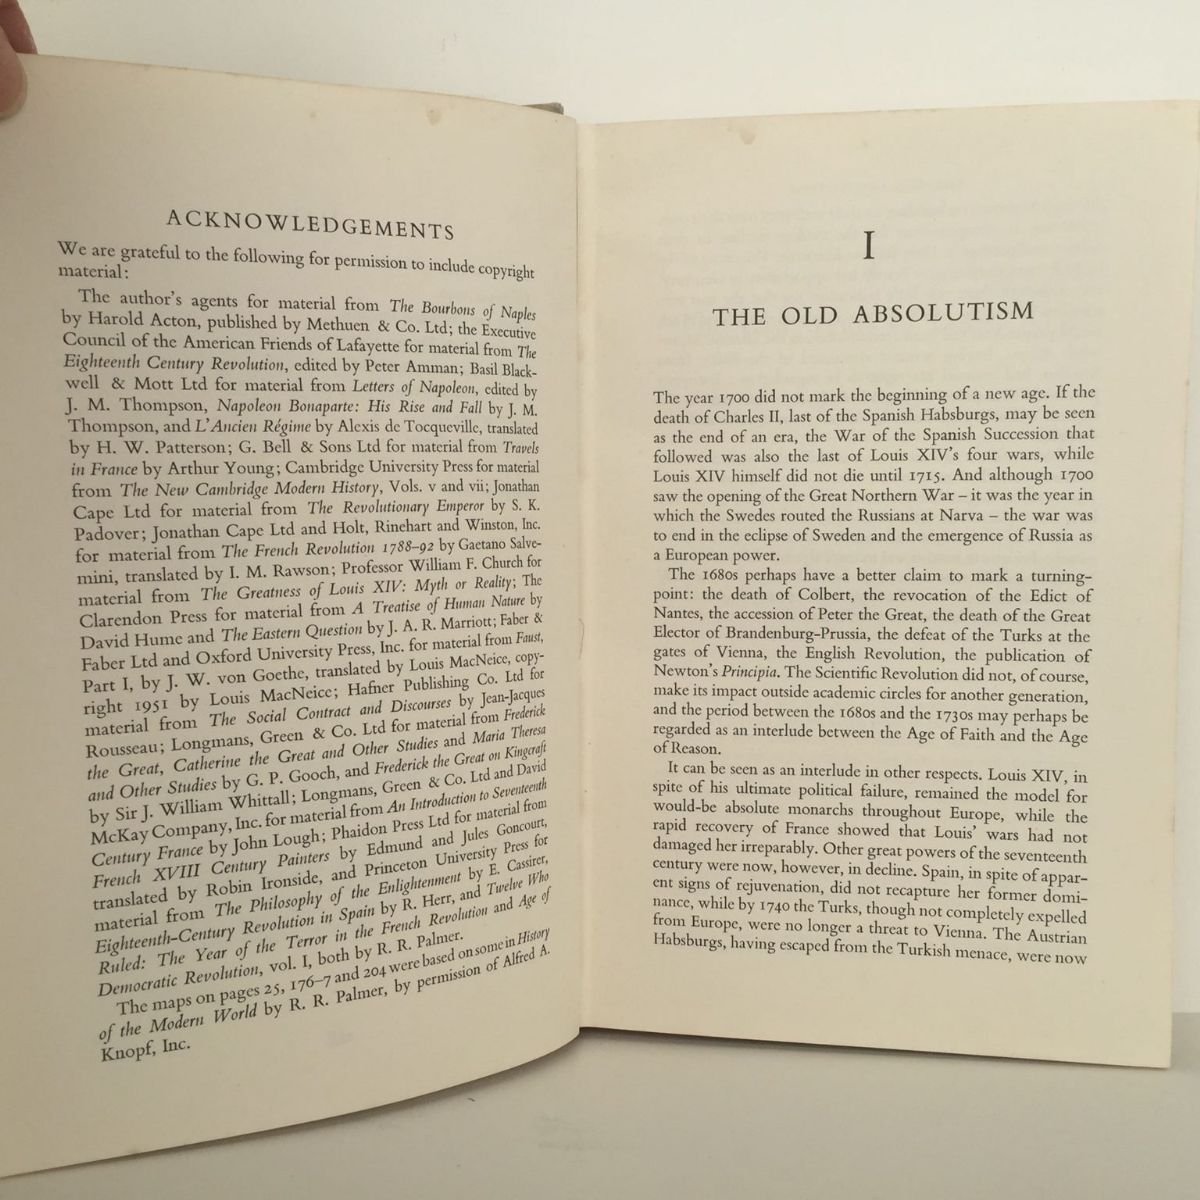 ACKNOWLEDGEMENTS
We are grateful to the following for permission to include copyright
material:
The author's agents for material from The Bourbons of Naples
by Harold Acton, published by Methuen & Co. Ltd; the Executive
Council of the American Friends of Lafayette for material from The
Eighteenth Century Revolution, edited by Peter Amman; Basil Black-
well & Mott Ltd for material from Letters of Napoleon, edited by
J. M. Thompson, Napoleon Bonaparte: His Rise and Fall by J. M.
Thompson, and L'Ancien Régime by Alexis de Tocqueville, translated
by H. W. Patterson; G. Bell & Sons Ltd for material from Travels
in France by Arthur Young; Cambridge University Press for material
from The New Cambridge Modern History, Vols. v and vii; Jonathan
Cape Ltd for material from The Revolutionary Emperor by S. K.
Padover; Jonathan Cape Ltd and Holt, Rinehart and Winston, Inc.
for material from The French Revolution 1788–92 by Gaetano Salve-
mini, translated by I. M. Rawson; Professor William F. Church for
material from The Greatness of Louis XIV: Myth or Reality; The
Clarendon Press for material from A Treatise of Human Nature by
David Hume and The Eastern Question by J. A. R. Marriott; Faber &
Faber Ltd and Oxford University Press, Inc. for material from Faust,
Part I, by J. W. von Goethe, translated by Louis MacNeice, copy-
right 1951 by Louis MacNeice; Hafner Publishing Co. Ltd for
material from The Social Contract and Discourses by Jean-Jacques
Rousseau; Longmans, Green & Co. Ltd for material from Frederick
the Great, Catherine the Great and Other Studies and Maria Theresa
and Other Studies by G. P. Gooch, and Frederick the Great on Kingcraft
by Sir J. William Whittall; Longmans, Green & Co. Ltd and David
McKay Company, Inc. for material from An Introduction to Seventeenth
Century France by John Lough; Phaidon Press Ltd for material from
French XVIII Century Painters by Edmund and Jules Goncourt,
translated by Robin Ironside, and Princeton University Press for
material from The Philosophy of the Enlightenment by E. Cassirer,
Eighteenth-Century Revolution in Spain by R. Herr, and Twelve Who
Ruled: The Year of the Terror in the French Revolution and Age of
Democratic Revolution, vol. I, both by R. R. Palmer.
The maps on pages 25, 176–7 and 204 were based on some in History
of the Modern World by R. R. Palmer, by permission of Alfred A.
Knopf, Inc.
I
THE OLD ABSOLUTISM
The year 1700 did not mark the beginning of a new age. If the
death of Charles II, last of the Spanish Habsburgs, may be seen
as the end of an era, the War of the Spanish Succession that
followed was also the last of Louis XIV's four wars, while
Louis XIV himself did not die until 1715. And although 1700
saw the opening of the Great Northern War – it was the year in
which the Swedes routed the Russians at Narva – the war was
to end in the eclipse of Sweden and the emergence of Russia as
a European power.
The 1680s perhaps have a better claim to mark a turning-
point: the death of Colbert, the revocation of the Edict of
Nantes, the accession of Peter the Great, the death of the Great
Elector of Brandenburg-Prussia, the defeat of the Turks at the
gates of Vienna, the English Revolution, the publication of
Newton's Principia. The Scientific Revolution did not, of course,
make its impact outside academic circles for another generation,
and the period between the 1680s and the 1730s may perhaps be
regarded as an interlude between the Age of Faith and the Age
of Reason.
It can be seen as an interlude in other respects. Louis XIV, in
spite of his ultimate political failure, remained the model for
would-be absolute monarchs throughout Europe, while the
rapid recovery of France showed that Louis' wars had not
damaged her irreparably. Other great powers of the seventeenth
century were now, however, in decline. Spain, in spite of appar-
ent signs of rejuvenation, did not recapture her former domi-
nance, while by 1740 the Turks, though not completely expelled
from Europe, were no longer a threat to Vienna. The Austrian
Habsburgs, having escaped from the Turkish menace, were now